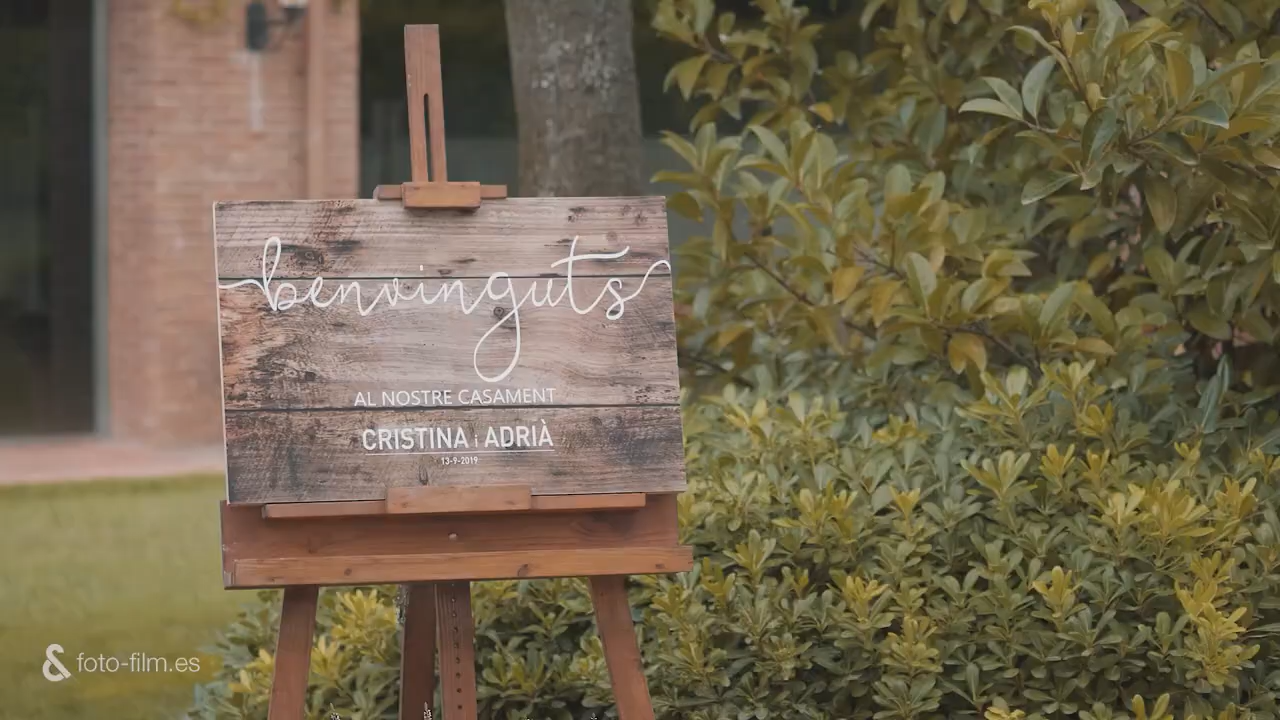 benvinguts
AL NOSTRE CASAMENT
CRISTINA i ADRIÀ
13-9-2019
& foto-film.es